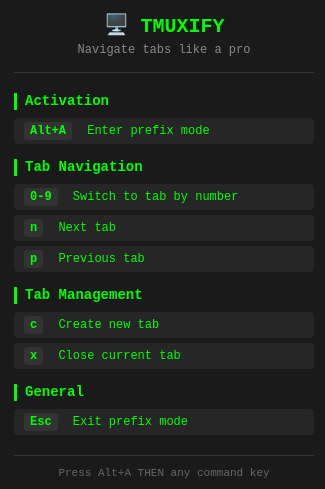 TMUXIFY
Navigate tabs like a pro
Activation
Alt+A Enter prefix mode
Tab Navigation
0-9 Switch to tab by number
n Next tab
p Previous tab
Tab Management
c Create new tab
x Close current tab
General
Esc Exit prefix mode
Press Alt+A THEN any command key